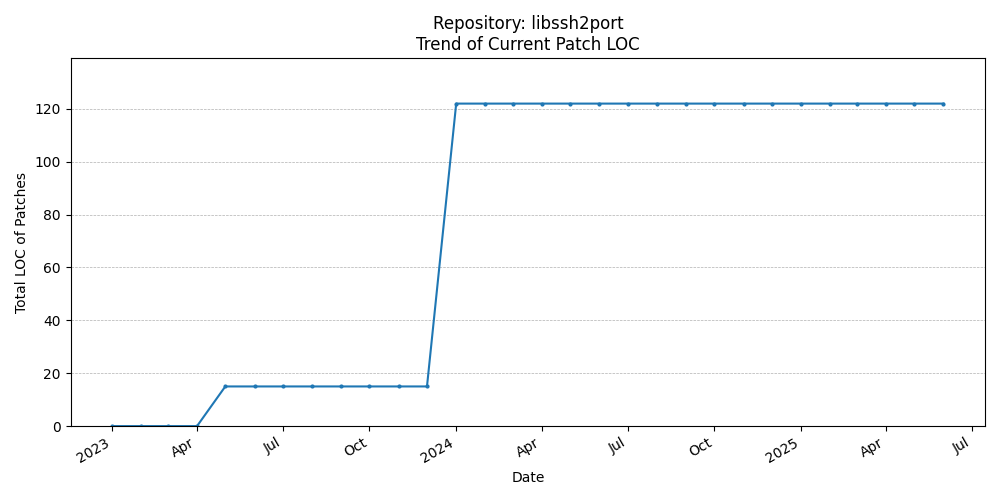 Repository: libssh2port
Trend of Current Patch LOC
Total LOC of Patches
120
100
80
60
40
20
0
2023
Apr
Jul
Oct
2024
Apr
Jul
Oct
2025
Apr
Jul
Date